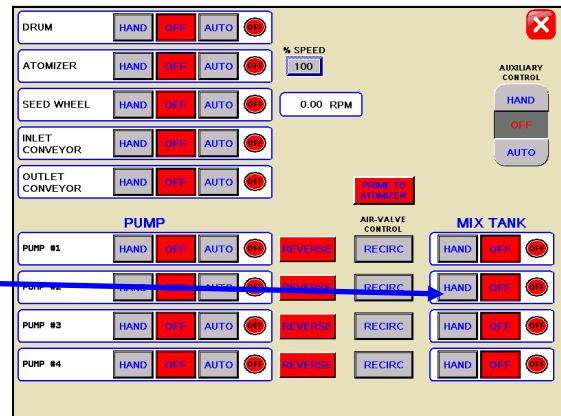 DRUM HAND OFF AUTO OFF
% SPEED
ATOMIZER HAND OFF AUTO OFF 100
AUXILIARY
CONTROL
SEED WHEEL HAND OFF AUTO OFF 0.00 RPM
HAND
OFF
AUTO
INLET
CONVEYOR HAND OFF AUTO OFF
OUTLET
CONVEYOR HAND OFF AUTO OFF
PRIME TO
ATOMIZER
PUMP
AIR-VALVE
CONTROL
MIX TANK
PUMP #1 HAND OFF AUTO OFF REVERSE RECIRC HAND OFF OFF
PUMP #2 HAND OFF AUTO OFF REVERSE RECIRC HAND OFF OFF
PUMP #3 HAND OFF AUTO OFF REVERSE RECIRC HAND OFF OFF
PUMP #4 HAND OFF AUTO OFF REVERSE RECIRC HAND OFF OFF